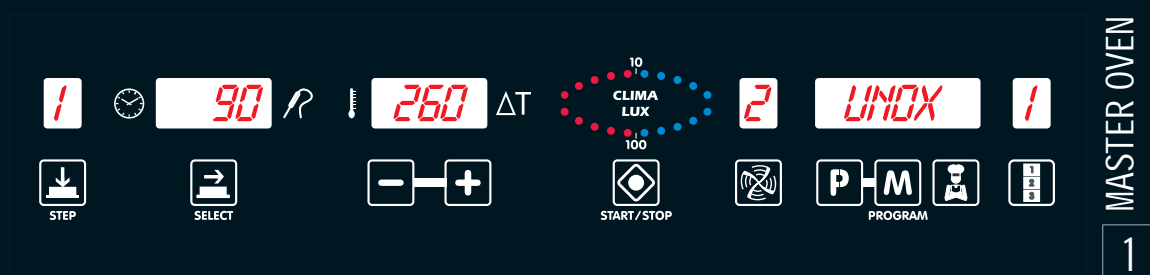 10
1
90
260
ΔT
CLIMA
LUX
2
UNOX
1
100
P
M
1
2
3
STEP
SELECT
START/STOP
PROGRAM
MASTER OVEN
1